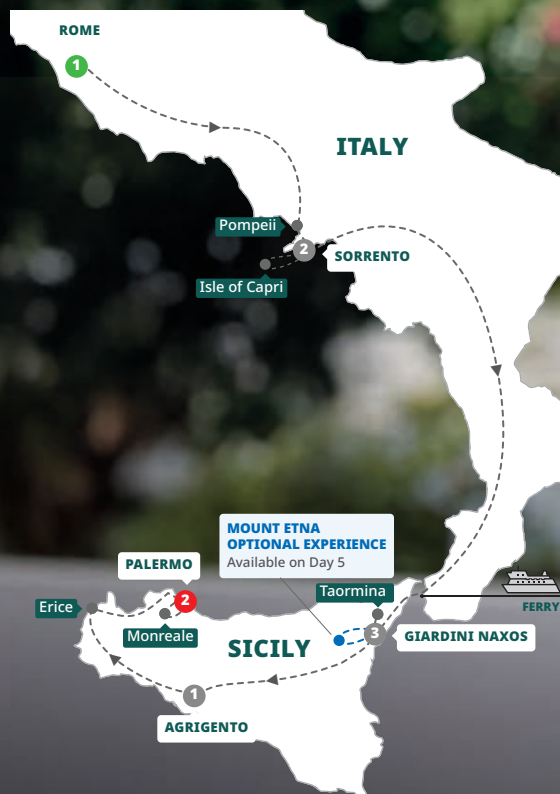 ROME
1
ITALY
Pompeii
2
SORRENTO
Isle of Capri
MOUNT ETNA
OPTIONAL EXPERIENCE
Available on Day 5
PALERMO
Taormina
Erice
2
FERRY
Monreale
SICILY
3
GIARDINI NAXOS
1
AGRIGENTO